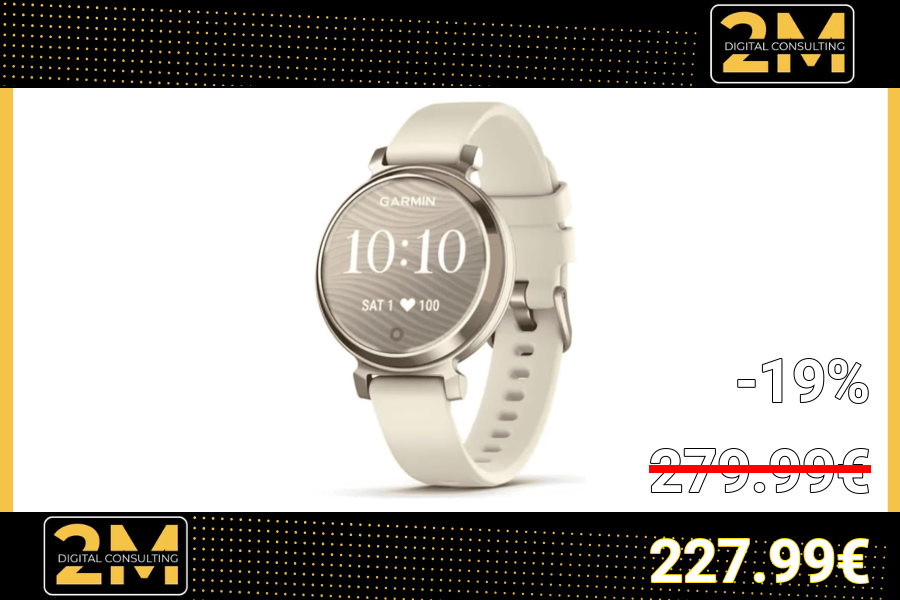 2M
DIGITAL CONSULTING
GARMIN
10:10
SAT 1 100
-19%
279.99€
2M
DIGITAL CONSULTING
227.99€